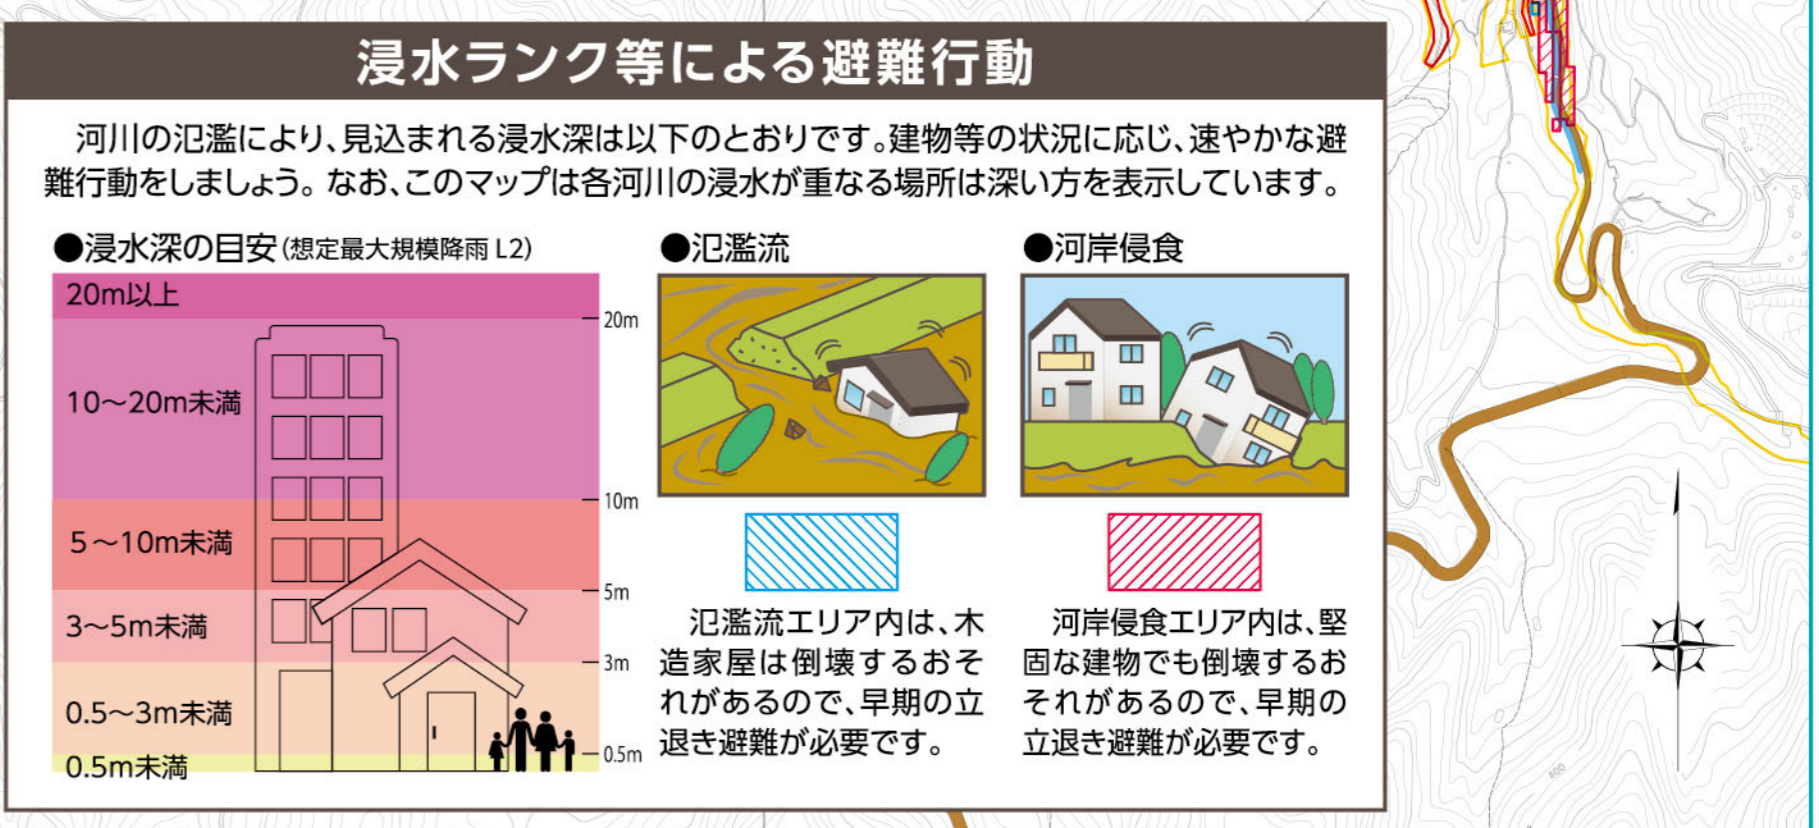 浸水ランク等による避難行動
河川の氾濫により、見込まれる浸水深は以下のとおりです。建物等の状況に応じ、速やかな避
難行動をしましょう。なお、このマップは各河川の浸水が重なる場所は深い方を表示しています。
●浸水深の目安(想定最大規模降雨 L2)
20m以上
20m
10～20m未満
10m
5～10m未満
5m
3～5m未満
3m
0.5～3m未満
0.5m
0.5m未満
●氾濫流
氾濫流エリア内は、木
造家屋は倒壊するおそ
れがあるので、早期の立
退き避難が必要です。
●河岸侵食
河岸侵食エリア内は、堅
固な建物でも倒壊するお
それがあるので、早期の
立退き避難が必要です。
800